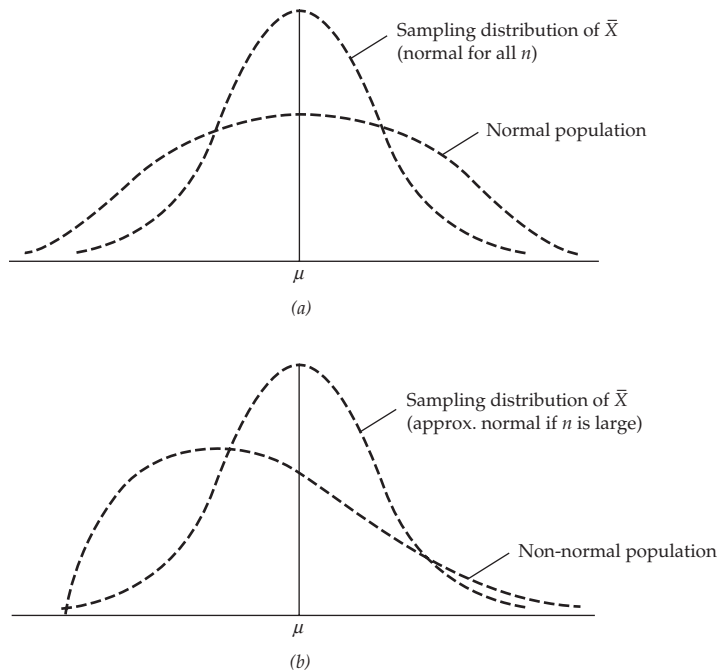 Sampling distribution of X̄
(normal for all n)
Normal population
μ
(a)
Sampling distribution of X̄
(approx. normal if n is large)
Non-normal population
μ
(b)